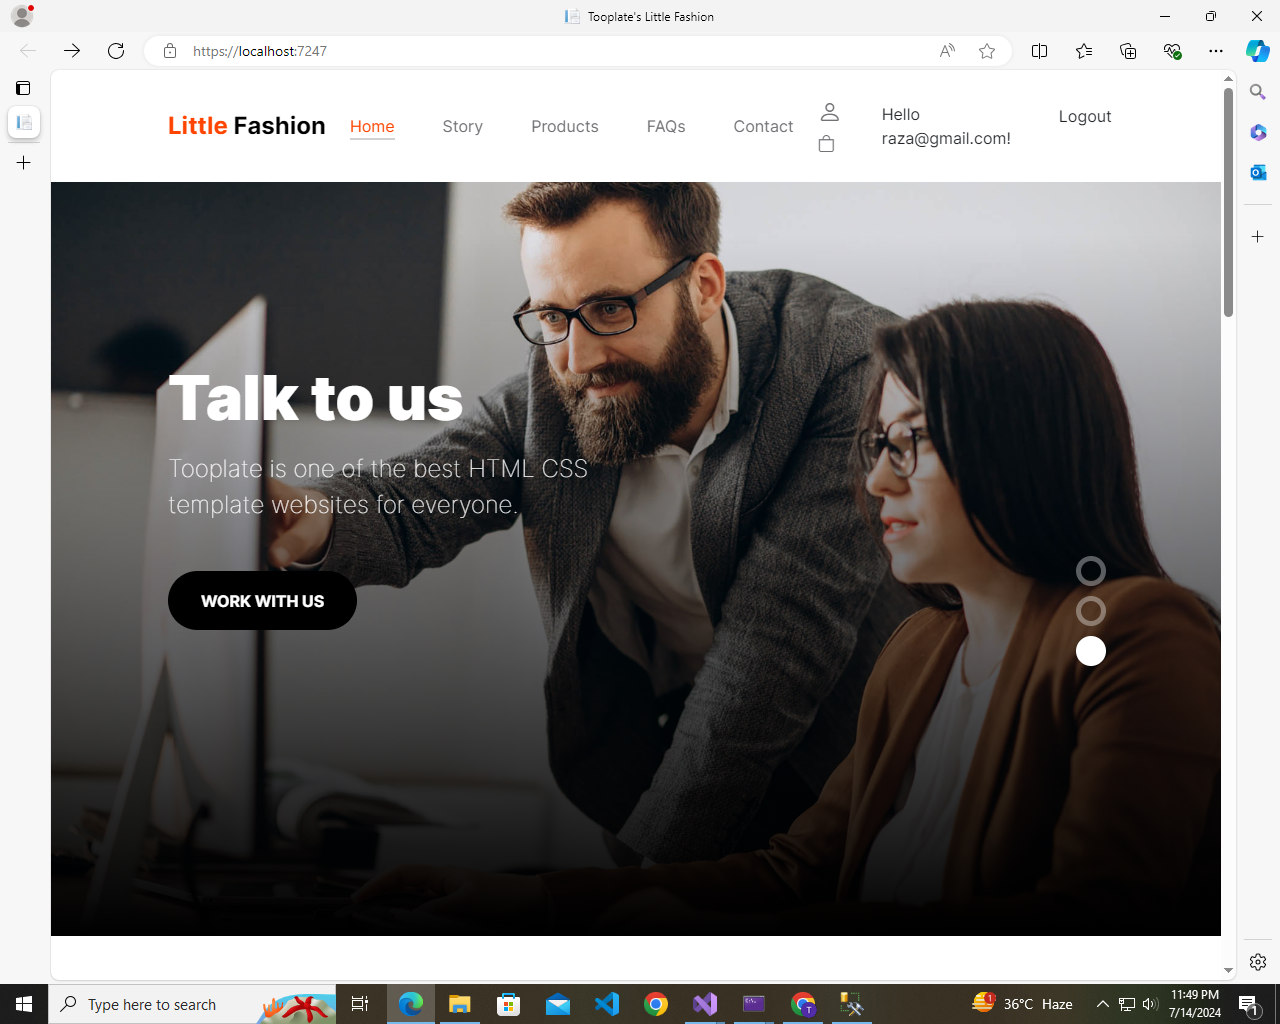 Tooplate's Little Fashion
https://localhost:7247
Little Fashion
Home
Story
Products
FAQs
Contact
Hello
raza@gmail.com!
Logout
Talk to us
Tooplate is one of the best HTML CSS
template websites for everyone.
WORK WITH US
Type here to search
1
36°C Haze
11:49 PM
7/14/2024
1